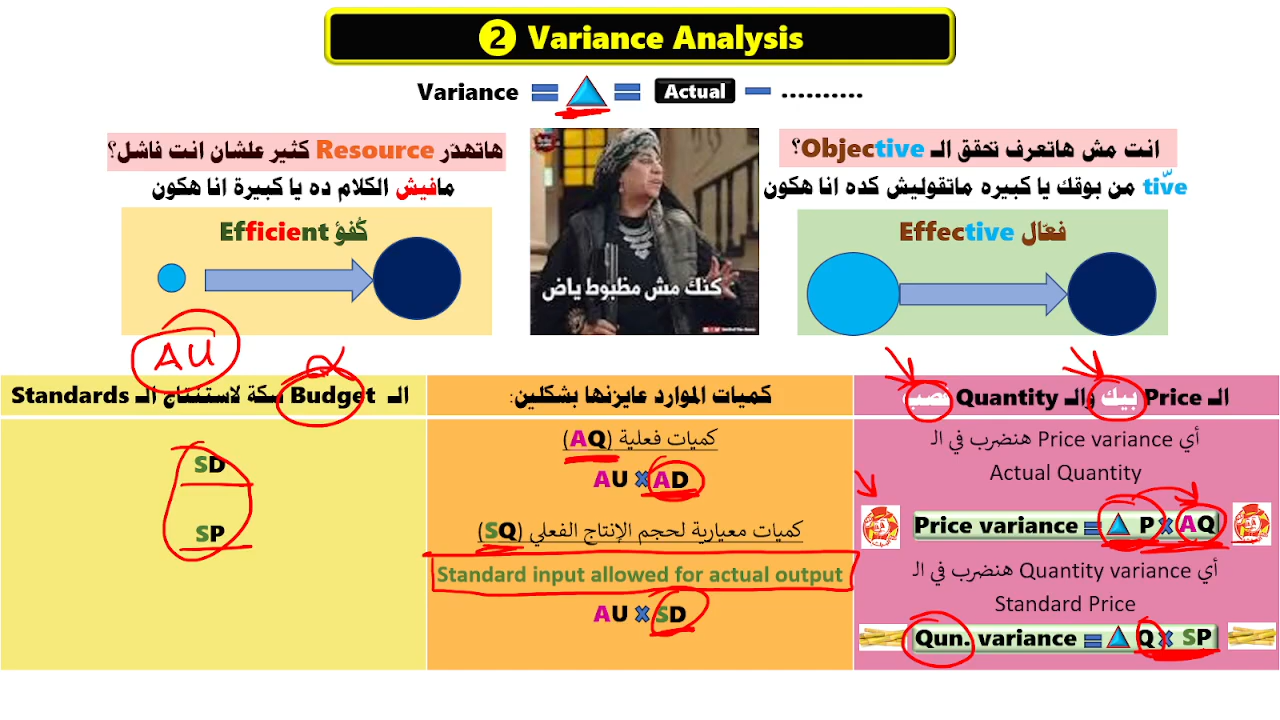 2 Variance Analysis
Variance = = Actual - ..........
هاتهدّر Resource كتير علشان انت فاشل؟
مافيش الكلام ده يا كبيرة انا هكون
Efficient كُفؤ
كنك مش مظبوط ياض
انت مش هاتعرف تحقق الـ Objective؟
tivّe من بوقك يا كبيره ماتقوليش كده انا هكون
Effective فعّال
AU
الـ Budget سكة لاستنتاج الـ Standards
SD
SP
كميات الموارد عايزنها بشكلين:
كميات فعلية (AQ)
AU × AD
كميات معيارية لحجم الإنتاج الفعلي (SQ)
Standard input allowed for actual output
AU × SD
الـ Price بيك والـ Quantity قصب
أي Price variance هنضرب في الـ
Actual Quantity
Price variance = P × AQ
أي Quantity variance هنضرب في الـ
Standard Price
Qun. variance = Q × SP